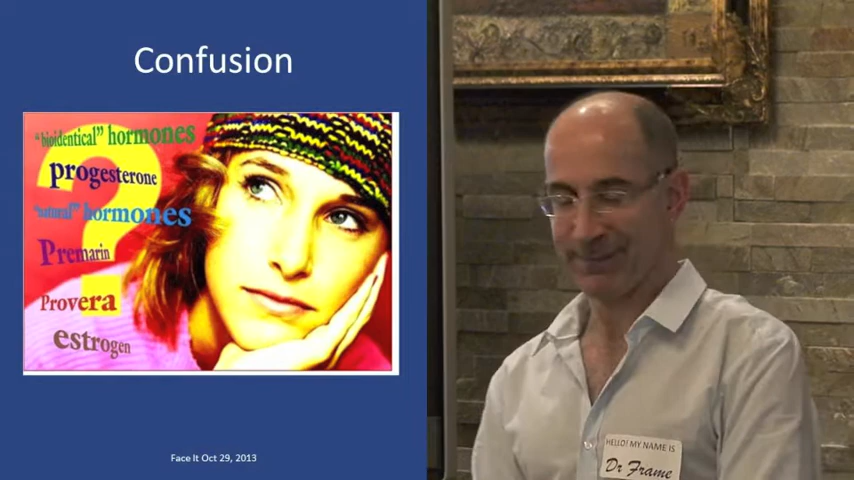 Confusion
"bioidentical" hormones
progesterone
"natural" hormones
Premarin
Provera
estrogen
Face It Oct 29, 2013
HELLO! MY NAME IS
Dr Frame